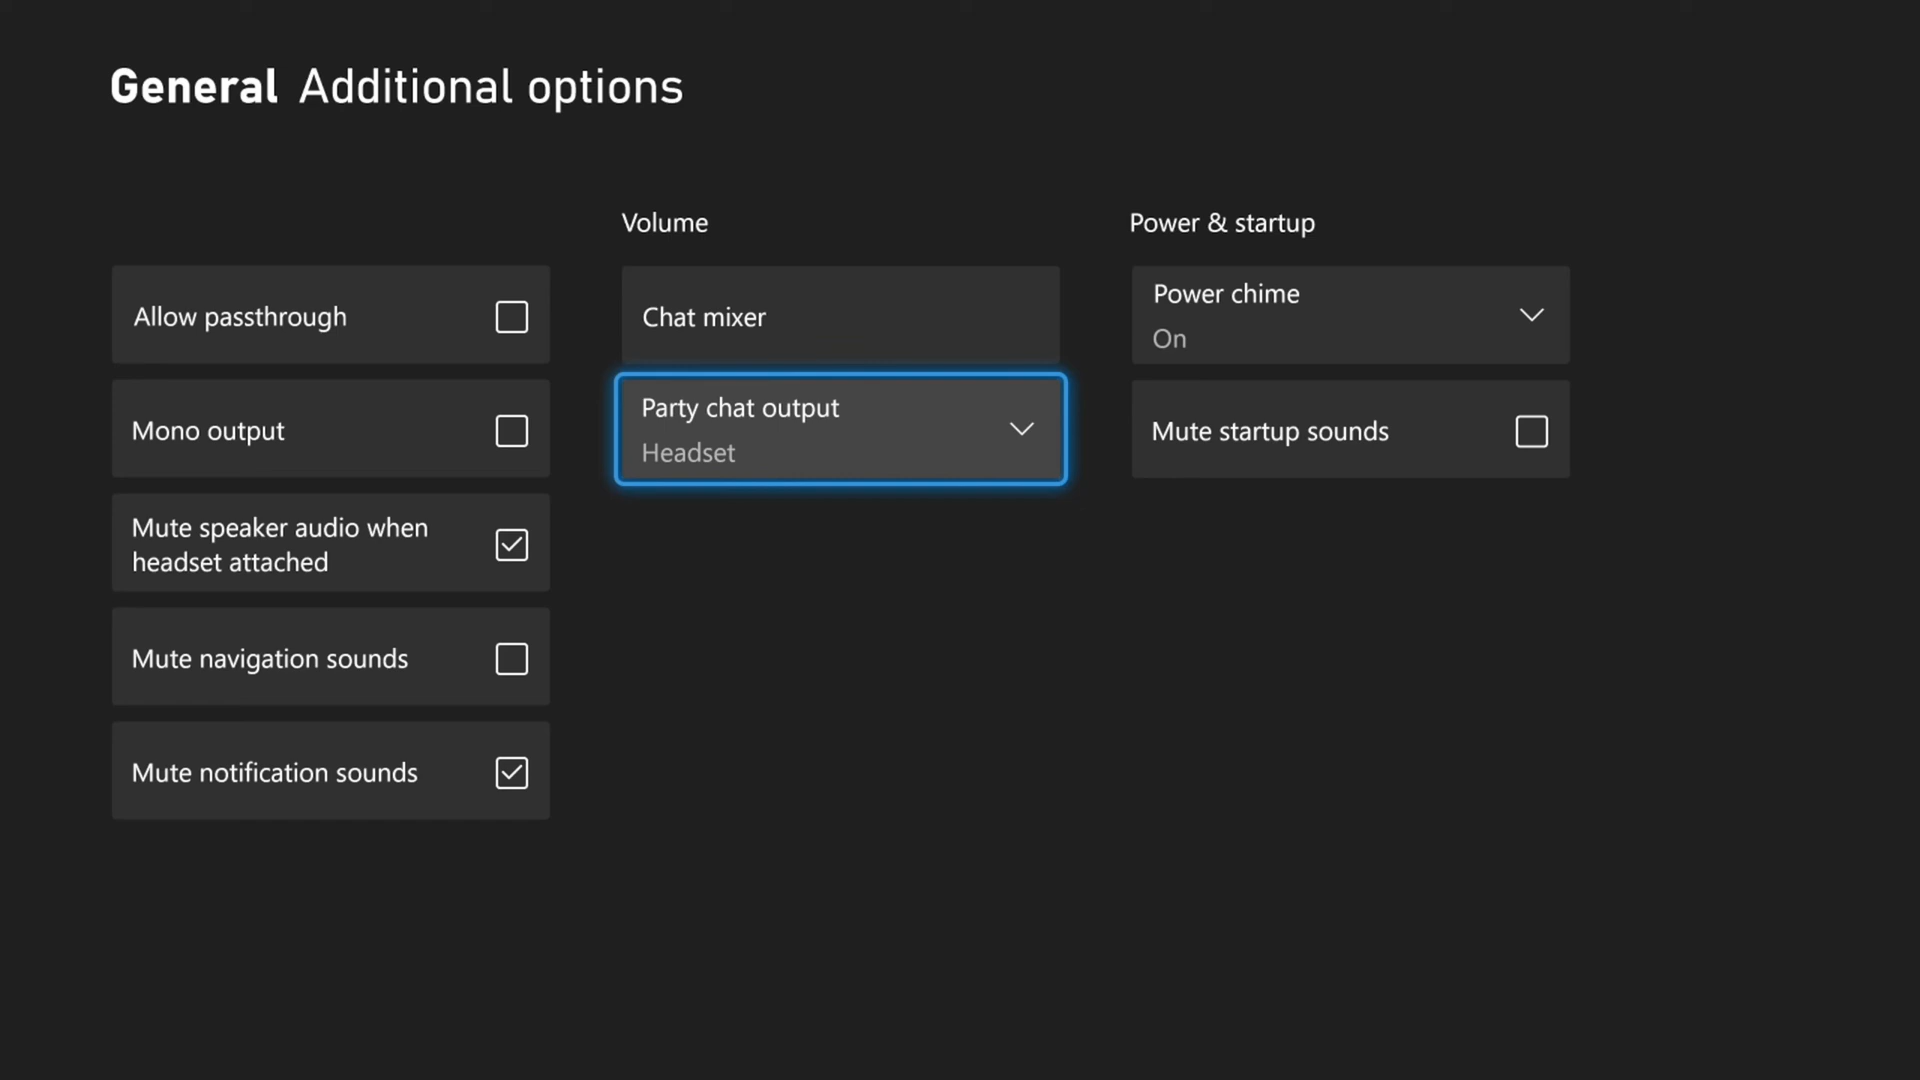 General Additional options
Allow passthrough
Mono output
Mute speaker audio when
headset attached
Mute navigation sounds
Mute notification sounds
Volume
Chat mixer
Party chat output
Headset
Power & startup
Power chime
On
Mute startup sounds